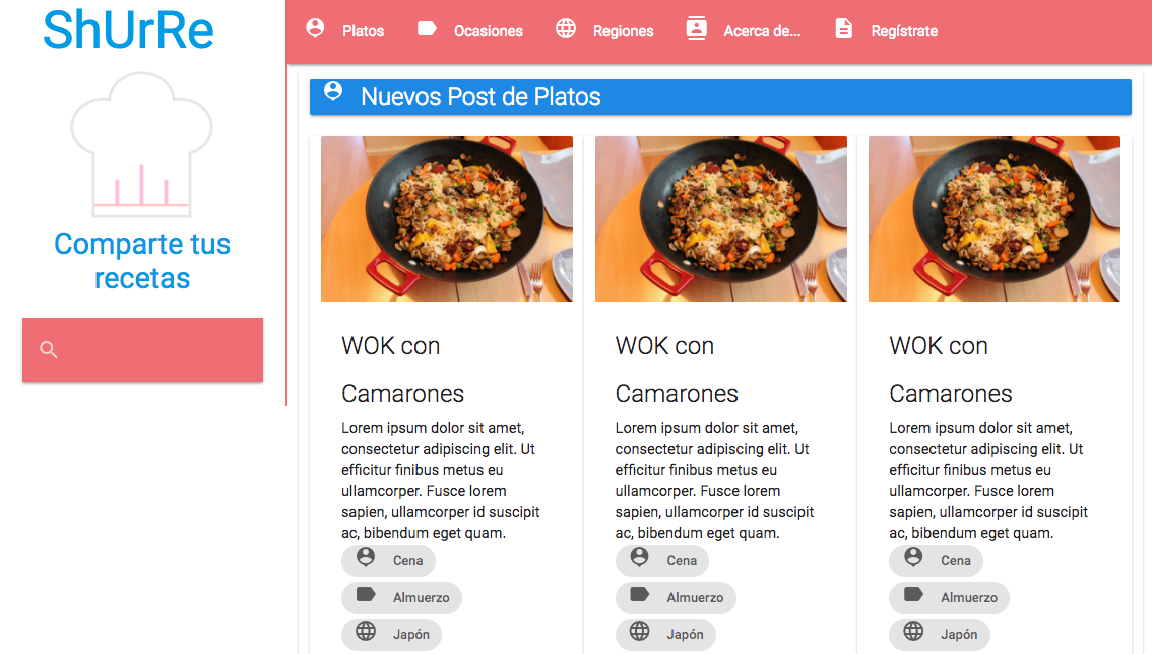 ShUrRe
Comparte tus
recetas
Platos
Ocasiones
Regiones
Acerca de...
Regístrate
Nuevos Post de Platos
WOK con
Camarones
Lorem ipsum dolor sit amet,
consectetur adipiscing elit. Ut
efficitur finibus metus eu
ullamcorper. Fusce lorem
sapien, ullamcorper id suscipit
ac, bibendum eget quam.
Cena
Almuerzo
Japón
WOK con
Camarones
Lorem ipsum dolor sit amet,
consectetur adipiscing elit. Ut
efficitur finibus metus eu
ullamcorper. Fusce lorem
sapien, ullamcorper id suscipit
ac, bibendum eget quam.
Cena
Almuerzo
Japón
WOK con
Camarones
Lorem ipsum dolor sit amet,
consectetur adipiscing elit. Ut
efficitur finibus metus eu
ullamcorper. Fusce lorem
sapien, ullamcorper id suscipit
ac, bibendum eget quam.
Cena
Almuerzo
Japón